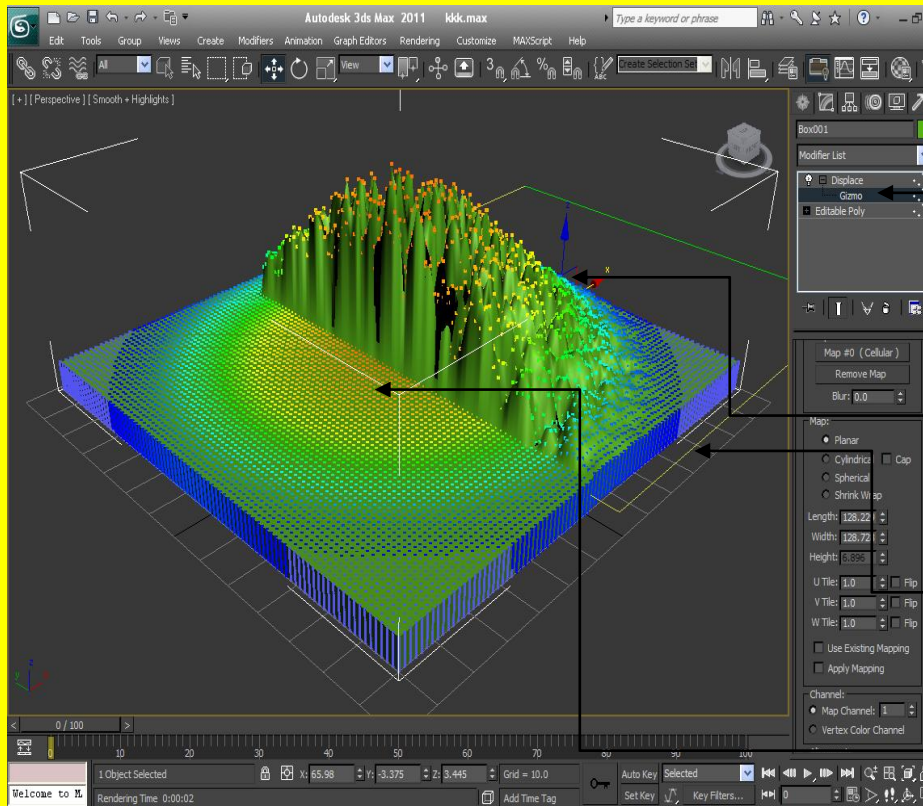 Autodesk 3ds Max 2011 kkk.max
Type a keyword or phrase
Edit Tools Group Views Create Modifiers Animation Graph Editors Rendering Customize MAXScript Help
All
View
3
Create Selection Set
[ + ] [ Perspective ] [ Smooth + Highlights ]
Box001
Modifier List
Displace
Gizmo
Editable Poly
z
x
Map #0 ( Cellular )
Remove Map
Blur: 0.0
Map:
Planar
Cylindrical Cap
Spherical
Shrink Wrap
Length: 128.22
Width: 128.72
Height: 6.896
U Tile: 1.0 Flip
V Tile: 1.0 Flip
W Tile: 1.0 Flip
Use Existing Mapping
Apply Mapping
Channel:
Map Channel: 1
Vertex Color Channel
z
y
< 0 / 100 >
0 10 20 30 40 50 60 70 80 90 100
1 Object Selected X: 65.98 Y: -3.375 Z: 3.445 Grid = 10.0 Auto Key Selected
Welcome to M Rendering Time 0:00:02 Add Time Tag Set Key Key Filters... 0